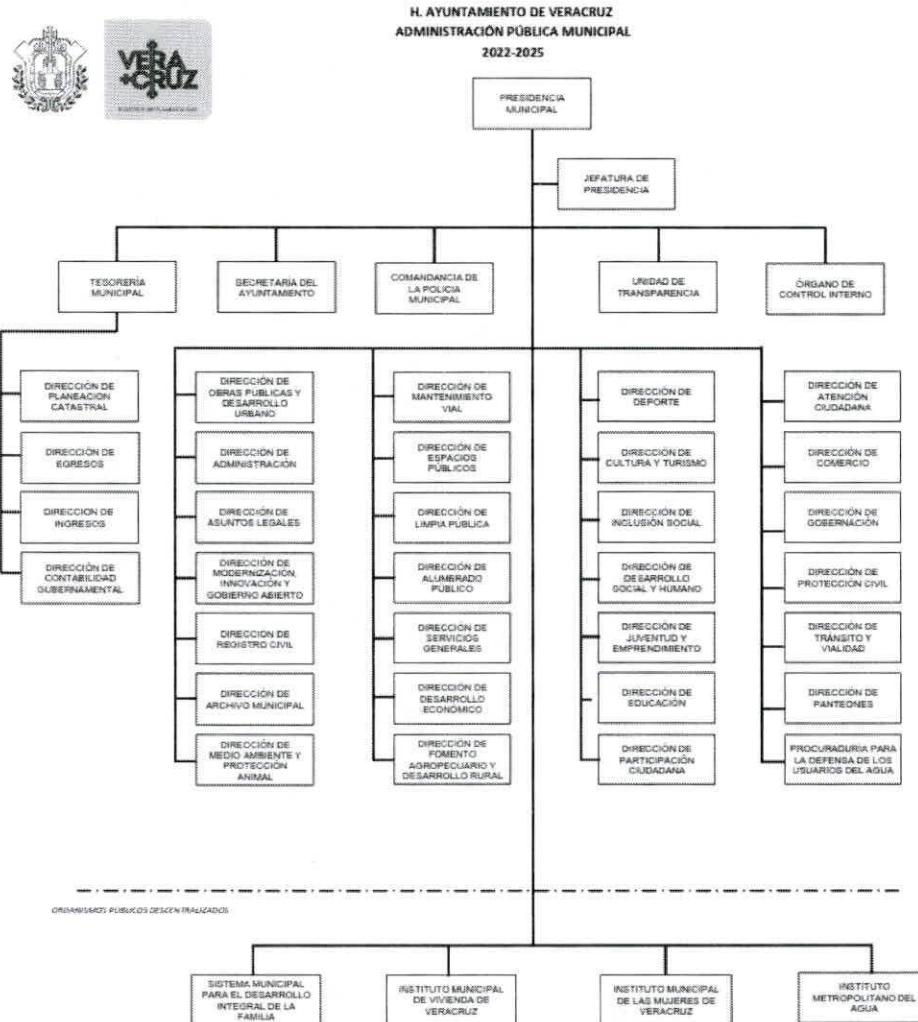 H. AYUNTAMIENTO DE VERACRUZ
ADMINISTRACIÓN PÚBLICA MUNICIPAL
2022-2025
VERA
+CRUZ
PRESIDENCIA
MUNICIPAL
JEFATURA DE
PRESIDENCIA
TESORERÍA
MUNICIPAL
SECRETARÍA DEL
AYUNTAMIENTO
COMANDANCIA DE
LA POLICIA
MUNICIPAL
UNIDAD DE
TRANSPARENCIA
ÓRGANO DE
CONTROL INTERNO
DIRECCIÓN DE
PLANEACIÓN
CATASTRAL
DIRECCIÓN DE
EGRESOS
DIRECCION DE
INGRESOS
DIRECCIÓN DE
CONTABILIDAD
GUBERNAMENTAL
DIRECCIÓN DE
OBRAS PUBLICAS Y
DESARROLLO
URBANO
DIRECCIÓN DE
ADMINISTRACIÓN
DIRECCIÓN DE
ASUNTOS LEGALES
DIRECCIÓN DE
MODERNIZACIÓN,
INNOVACIÓN Y
GOBIERNO ABIERTO
DIRECCION DE
REGISTRO CIVIL
DIRECCIÓN DE
ARCHIVO MUNICIPAL
DIRECCIÓN DE
MEDIO AMBIENTE Y
PROTECCIÓN
ANIMAL
DIRECCIÓN DE
MANTENIMIENTO
VIAL
DIRECCIÓN DE
ESPACIOS
PÚBLICOS
DIRECCIÓN DE
LIMPIA PÚBLICA
DIRECCIÓN DE
ALUMBRADO
PÚBLICO
DIRECCIÓN DE
SERVICIOS
GENERALES
DIRECCIÓN DE
DESARROLLO
ECONÓMICO
DIRECCIÓN DE
FOMENTO
AGROPECUARIO Y
DESARROLLO RURAL
DIRECCIÓN DE
DEPORTE
DIRECCIÓN DE
CULTURA Y TURISMO
DIRECCIÓN DE
INCLUSIÓN SOCIAL
DIRECCIÓN DE
DESARROLLO
SOCIAL Y HUMANO
DIRECCIÓN DE
JUVENTUD Y
EMPRENDIMIENTO
DIRECCIÓN DE
EDUCACIÓN
DIRECCIÓN DE
PARTICIPACIÓN
CIUDADANA
DIRECCIÓN DE
ATENCIÓN
CIUDADANA
DIRECCIÓN DE
COMERCIO
DIRECCIÓN DE
GOBERNACIÓN
DIRECCIÓN DE
PROTECCIÓN CIVIL
DIRECCIÓN DE
TRÁNSITO Y
VIALIDAD
DIRECCIÓN DE
PANTEONES
PROCURADURIA PARA
LA DEFENSA DE LOS
USUARIOS DEL AGUA
ORGANISMOS PUBLICOS DESCENTRALIZADOS
SISTEMA MUNICIPAL
PARA EL DESARROLLO
INTEGRAL DE LA
FAMILIA
INSTITUTO MUNICIPAL
DE VIVIENDA DE
VERACRUZ
INSTITUTO MUNICIPAL
DE LAS MUJERES DE
VERACRUZ
INSTITUTO
METROPOLITANO DEL
AGUA